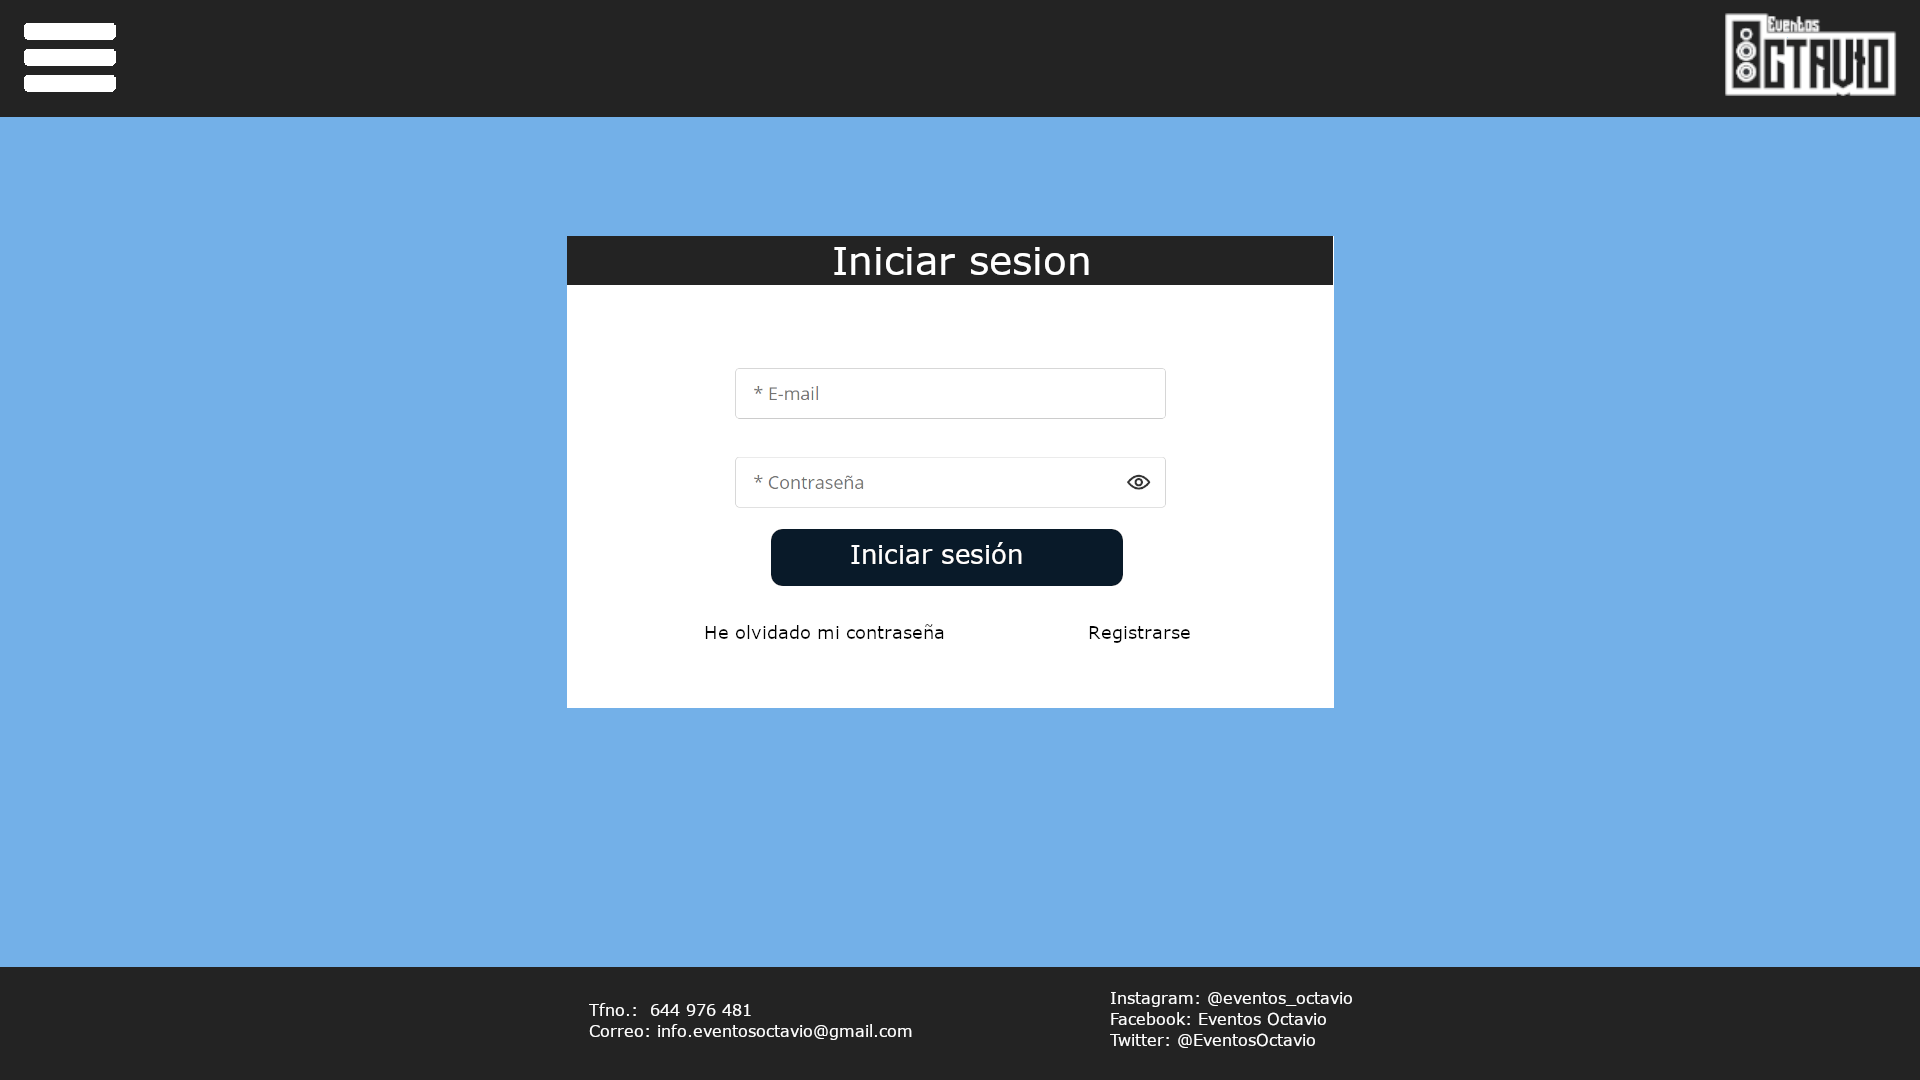 Eventos
OCTAVIO
Iniciar sesion
* E-mail
* Contraseña
Iniciar sesión
He olvidado mi contraseña
Registrarse
Tfno.:  644 976 481
Correo: info.eventosoctavio@gmail.com
Instagram: @eventos_octavio
Facebook: Eventos Octavio
Twitter: @EventosOctavio